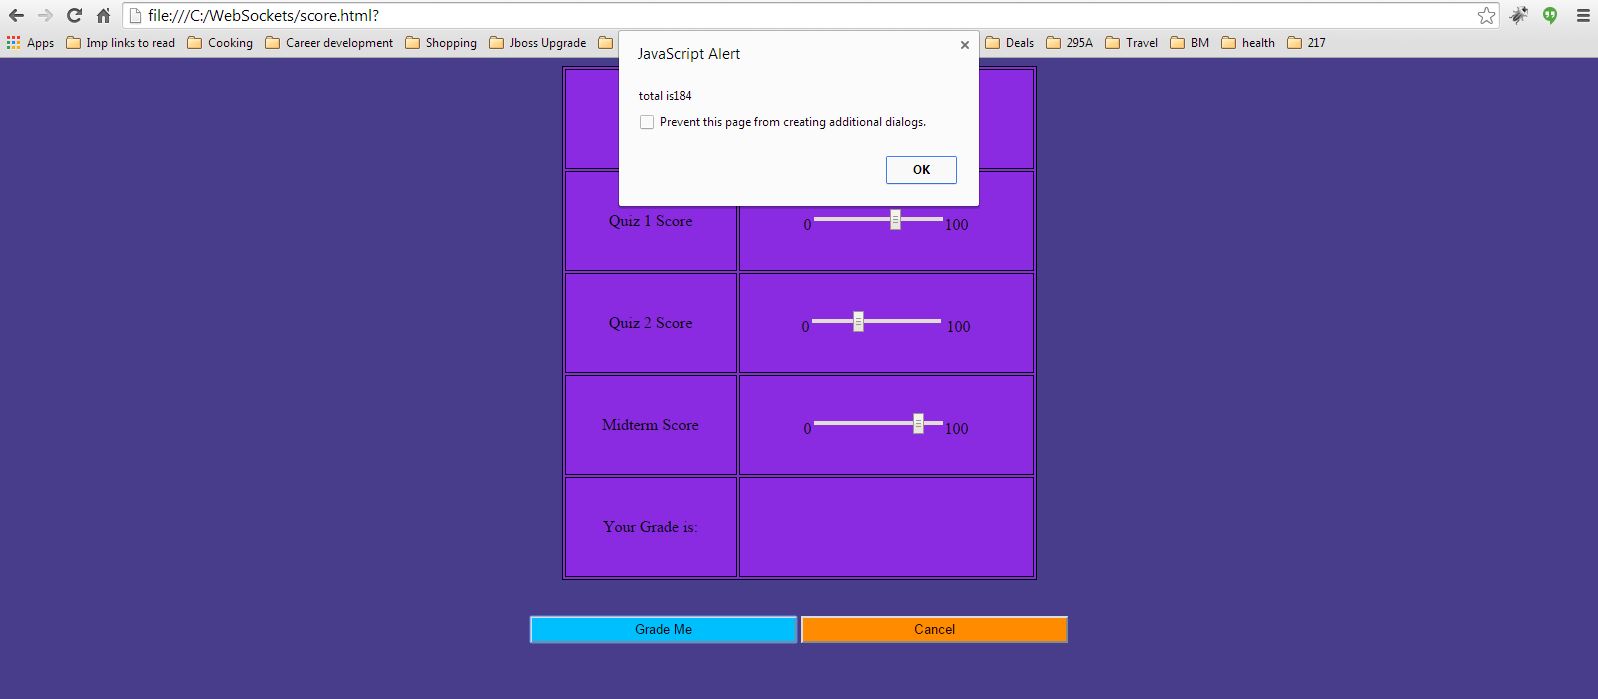 file:///C:/WebSockets/score.html?
Apps Imp links to read Cooking Career development Shopping Jboss Upgrade Deals 295A Travel BM health 217
JavaScript Alert
total is184
Prevent this page from creating additional dialogs.
OK
Quiz 1 Score 0 100
Quiz 2 Score 0 100
Midterm Score 0 100
Your Grade is:
Grade Me Cancel